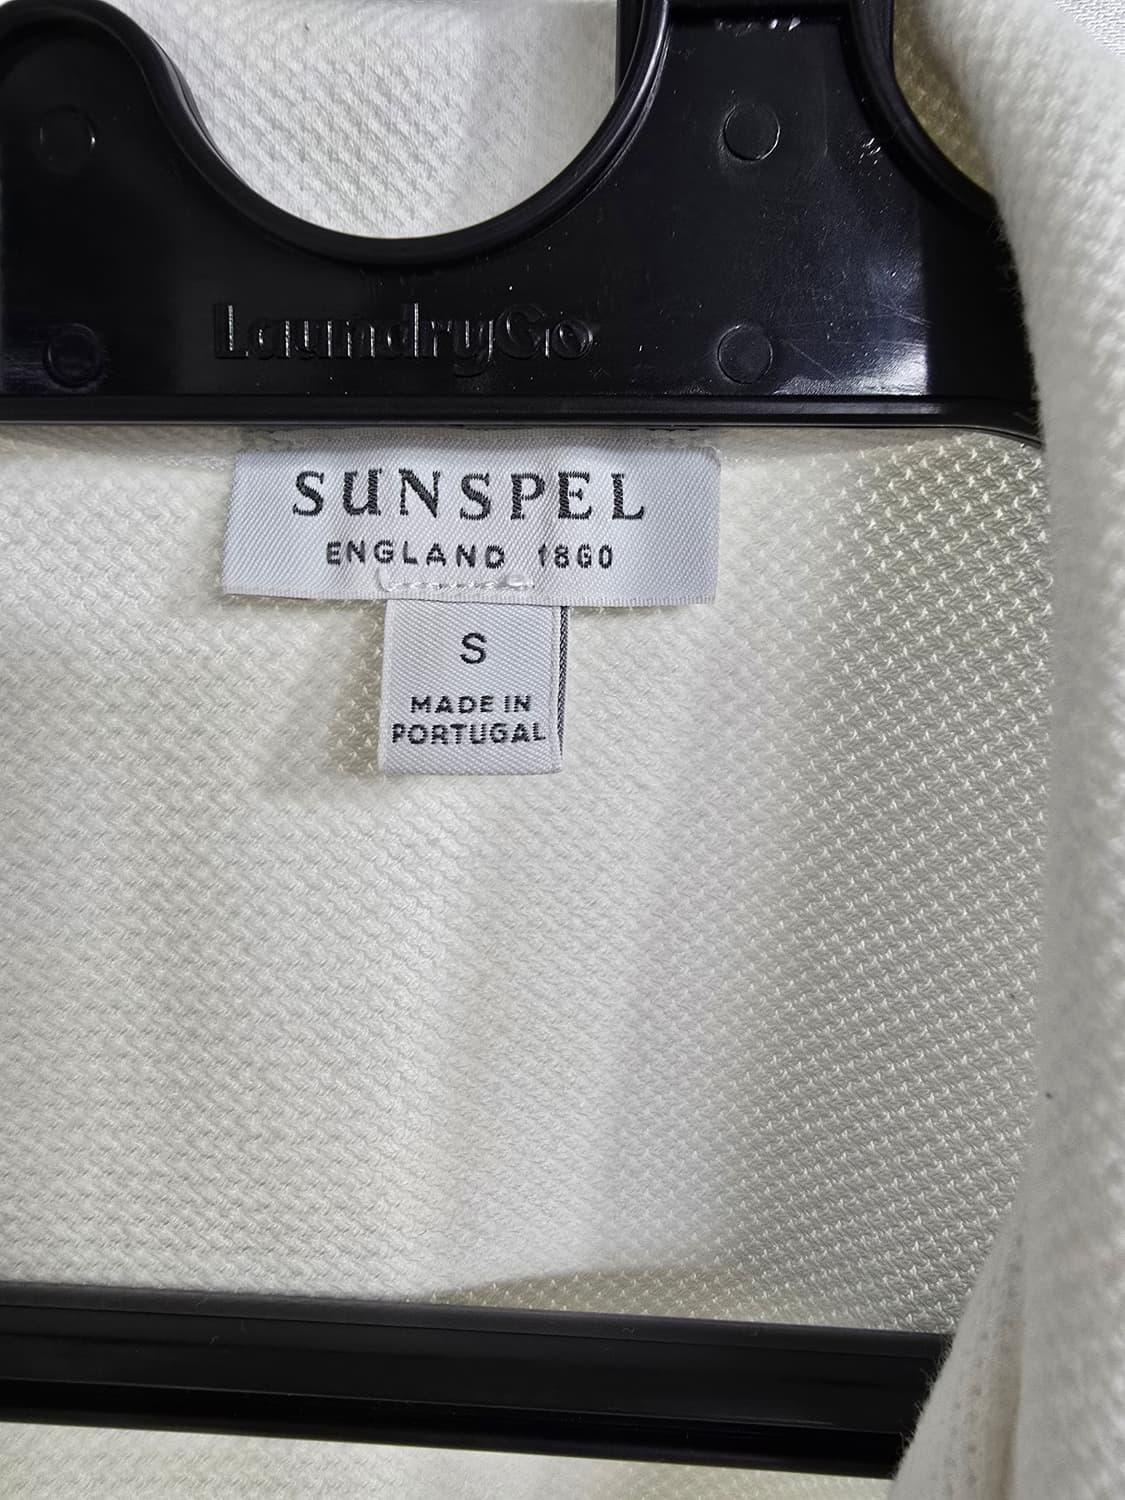 LaundryGo
SUNSPEL
ENGLAND 1860
S
MADE IN
PORTUGAL